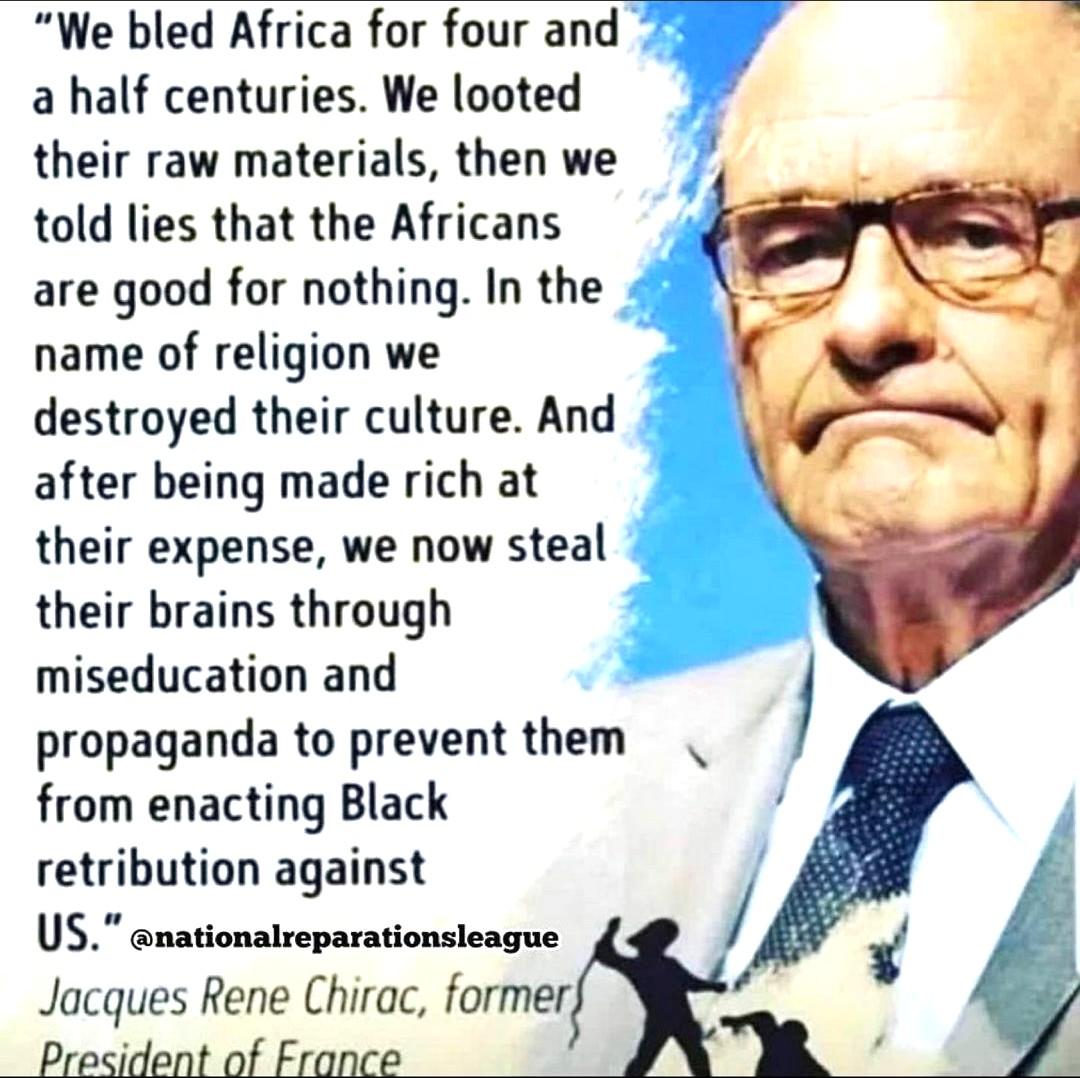 “We bled Africa for four and
a half centuries. We looted
their raw materials, then we
told lies that the Africans
are good for nothing. In the
name of religion we
destroyed their culture. And
after being made rich at
their expense, we now steal
their brains through
miseducation and
propaganda to prevent them
from enacting Black
retribution against
US.” @nationalreparationsleague
Jacques Rene Chirac, former
President of France